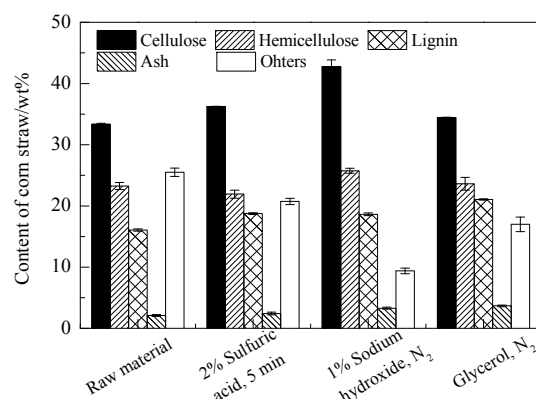 50
40
30
20
10
0
Content of corn straw/wt%
Cellulose Hemicellulose Lignin
Ash Ohters
Raw material
2% Sulfuric
acid, 5 min
1% Sodium
hydroxide, N₂
Glycerol, N₂